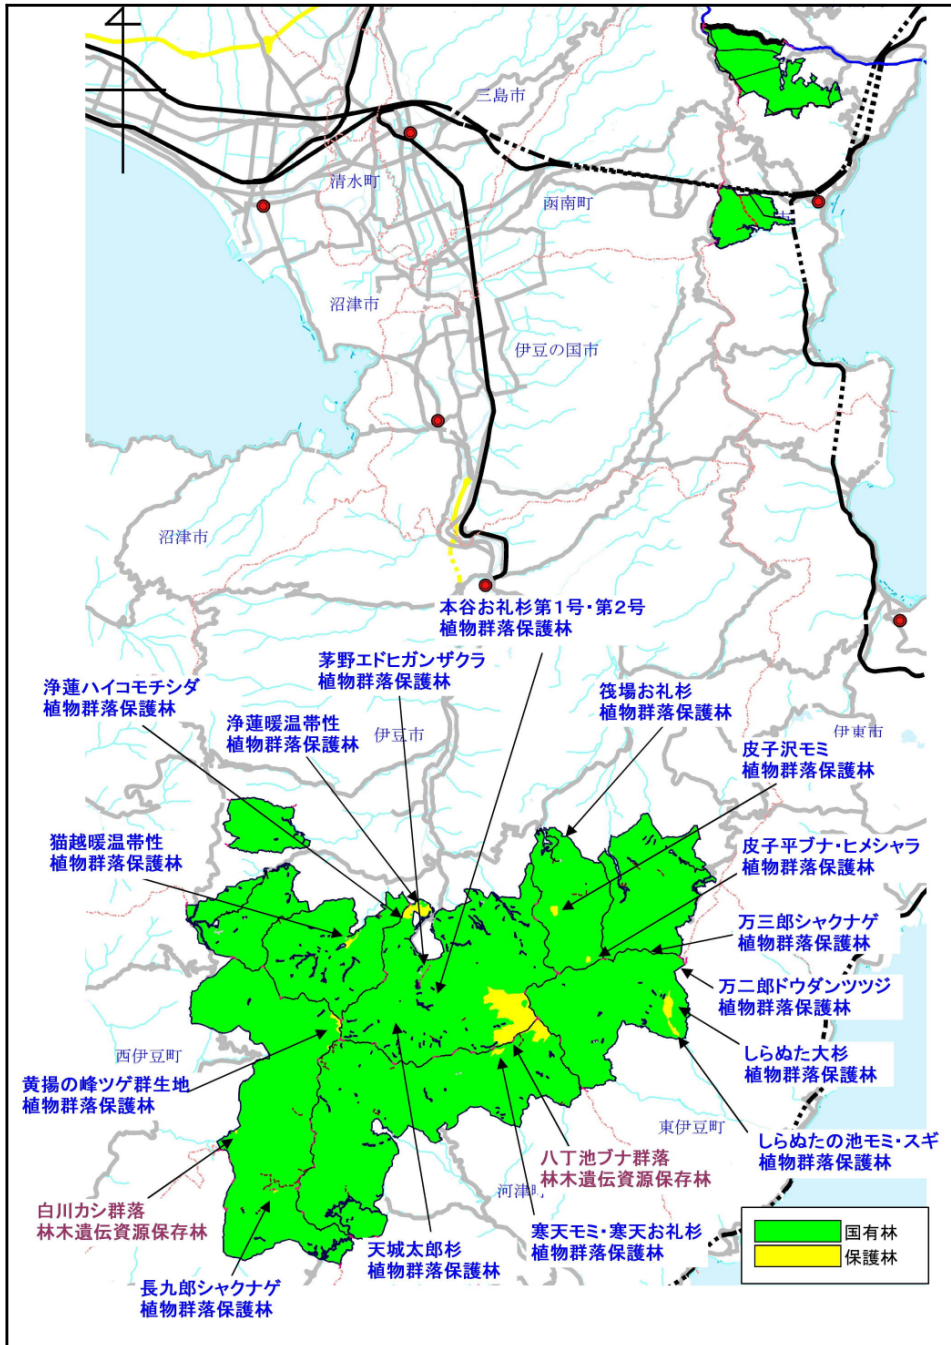 三島市
清水町
函南町
沼津市
伊豆の国市
沼津市
本谷お礼杉第1号・第2号
植物群落保護林
茅野エドヒガンザクラ
植物群落保護林
浄蓮ハイコモチシダ
植物群落保護林
浄蓮暖温帯性
植物群落保護林
伊豆市
筏場お礼杉
植物群落保護林
伊東市
皮子沢モミ
植物群落保護林
猫越暖温帯性
植物群落保護林
皮子平ブナ・ヒメシャラ
植物群落保護林
万三郎シャクナゲ
植物群落保護林
万二郎ドウダンツツジ
植物群落保護林
西伊豆町
しらぬた大杉
植物群落保護林
黄揚の峰ツゲ群生地
植物群落保護林
東伊豆町
しらぬたの池モミ・スギ
植物群落保護林
八丁池ブナ群落
林木遺伝資源保存林
河津町
白川カシ群落
林木遺伝資源保存林
寒天モミ・寒天お礼杉
植物群落保護林
天城太郎杉
植物群落保護林
長九郎シャクナゲ
植物群落保護林
国有林
保護林